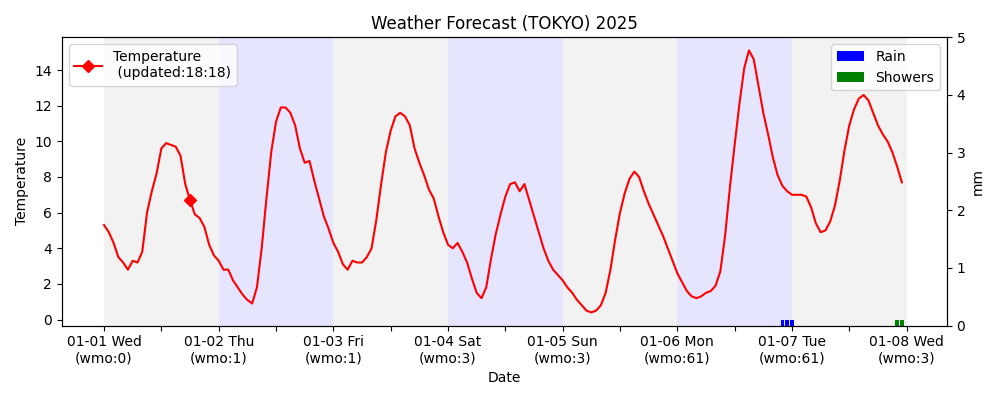 Weather Forecast (TOKYO) 2025
Temperature
(updated:18:18)
Rain
Showers
Temperature
14
12
10
8
6
4
2
0
5
4
3
2
1
0
mm
01-01 Wed
(wmo:0)
01-02 Thu
(wmo:1)
01-03 Fri
(wmo:1)
01-04 Sat
(wmo:3)
01-05 Sun
(wmo:3)
01-06 Mon
(wmo:61)
01-07 Tue
(wmo:61)
01-08 Wed
(wmo:3)
Date